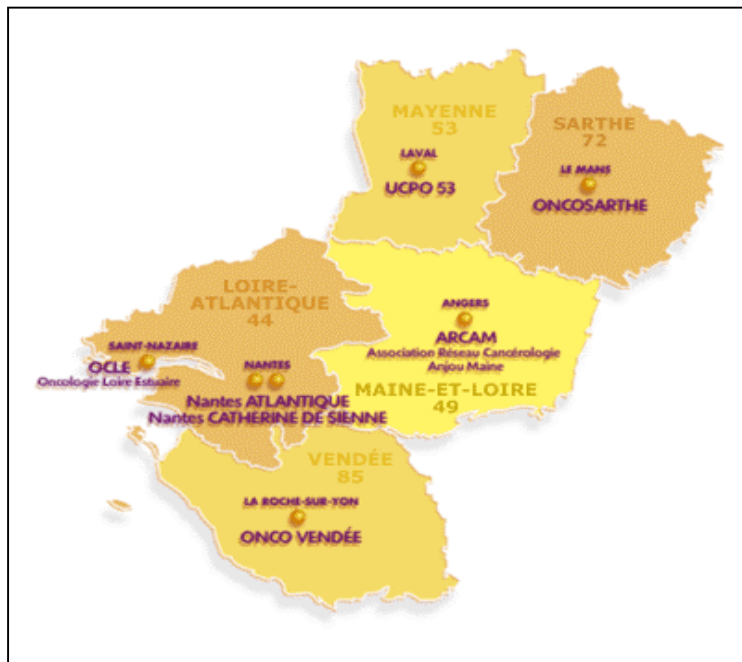 MAYENNE
53
LAVAL
UCPO 53
SARTHE
72
LE MANS
ONCOSARTHE
LOIRE-
ATLANTIQUE
44
SAINT-NAZAIRE
OCLE
Oncologie Loire Estuaire
NANTES
Nantes ATLANTIQUE
Nantes CATHERINE DE SIENNE
ANGERS
ARCAM
Association Réseau Cancérologie
Anjou Maine
MAINE-ET-LOIRE
49
VENDÉE
85
LA ROCHE-SUR-YON
ONCO VENDÉE